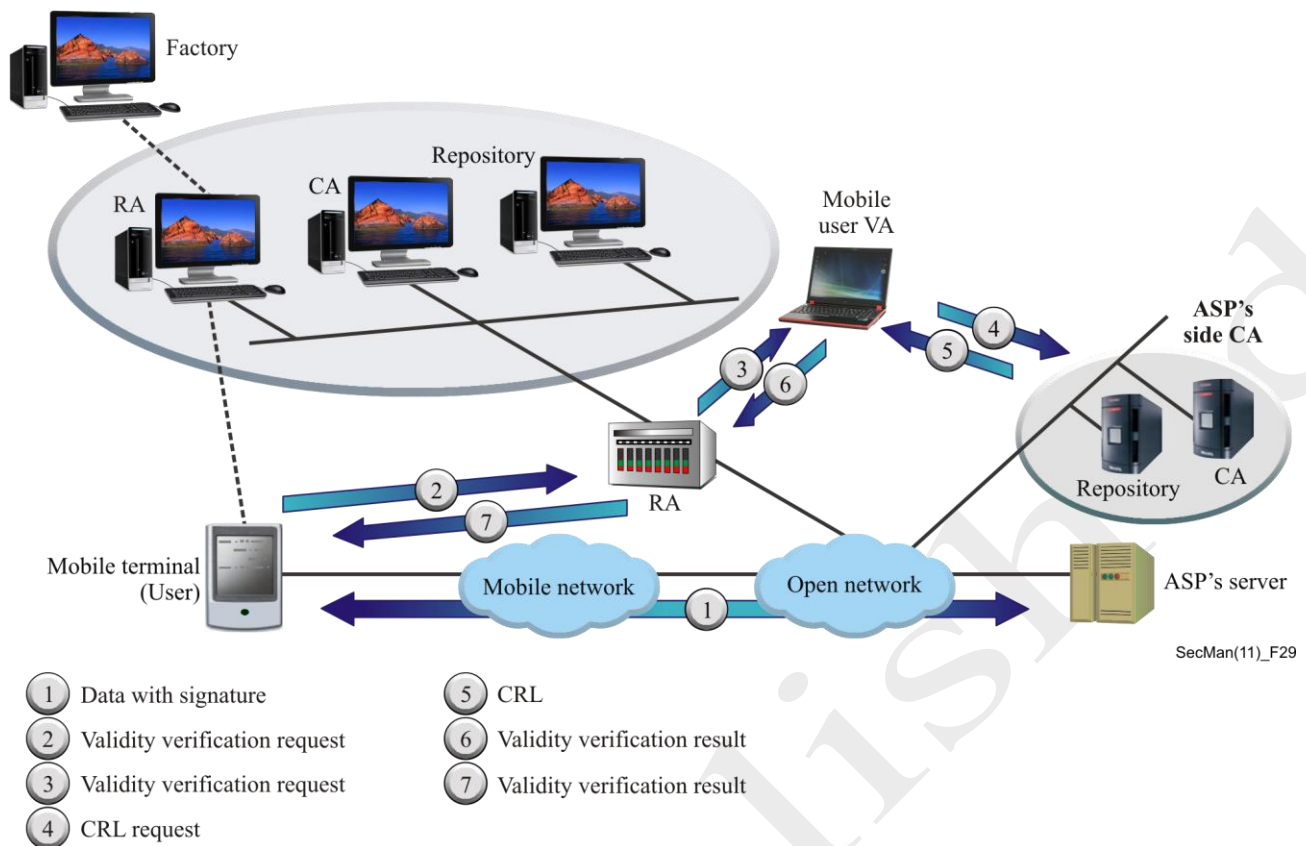 Factory
Repository
CA
RA
Mobile
user VA
ASP's
side CA
4
5
3
6
Repository
CA
RA
2
7
Mobile terminal
(User)
Mobile network
Open network
ASP's server
1
SecMan(11)_F29
1 Data with signature
2 Validity verification request
3 Validity verification request
4 CRL request
5 CRL
6 Validity verification result
7 Validity verification result